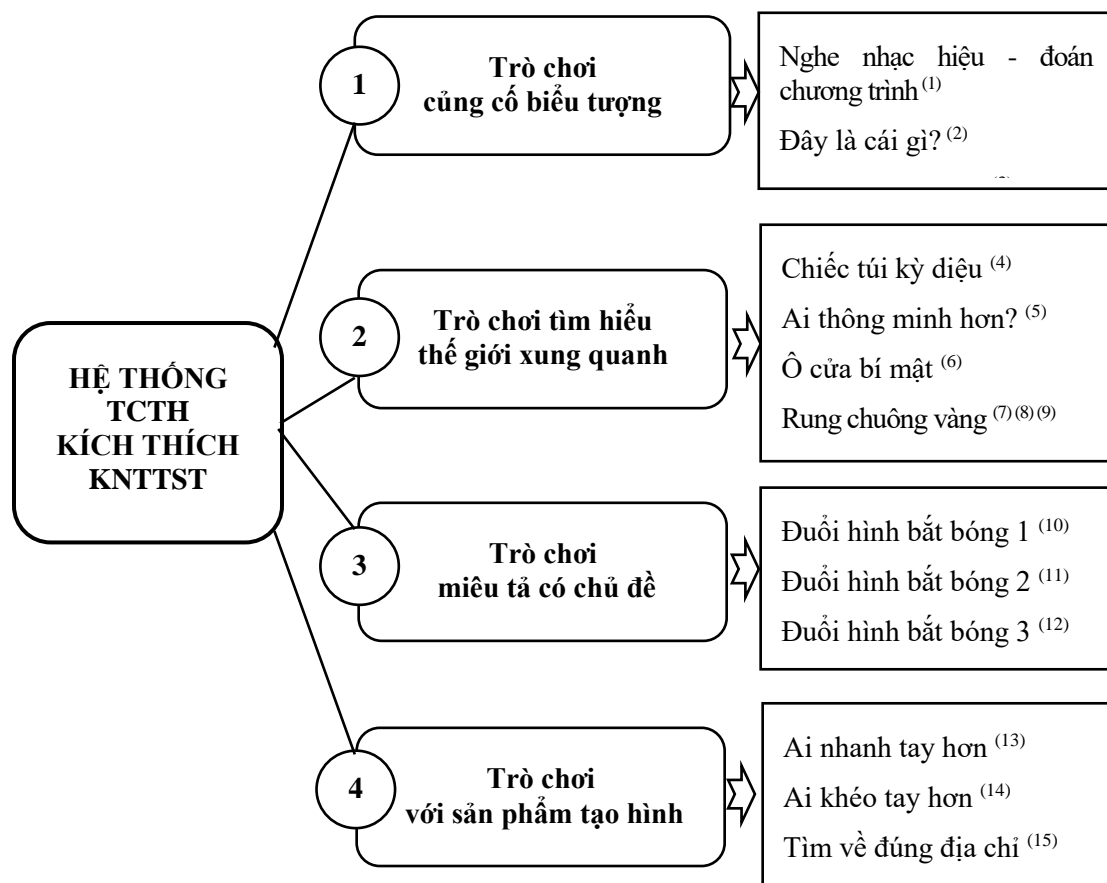 HỆ THỐNG
TCTH
KÍCH THÍCH
KNTTST
1
Trò chơi
củng cố biểu tượng
Nghe nhạc hiệu - đoán
chương trình (1)
Đây là cái gì? (2)
2
Trò chơi tìm hiểu
thế giới xung quanh
Chiếc túi kỳ diệu (4)
Ai thông minh hơn? (5)
Ô cửa bí mật (6)
Rung chuông vàng (7) (8) (9)
3
Trò chơi
miêu tả có chủ đề
Đuổi hình bắt bóng 1 (10)
Đuổi hình bắt bóng 2 (11)
Đuổi hình bắt bóng 3 (12)
4
Trò chơi
với sản phẩm tạo hình
Ai nhanh tay hơn (13)
Ai khéo tay hơn (14)
Tìm về đúng địa chỉ (15)